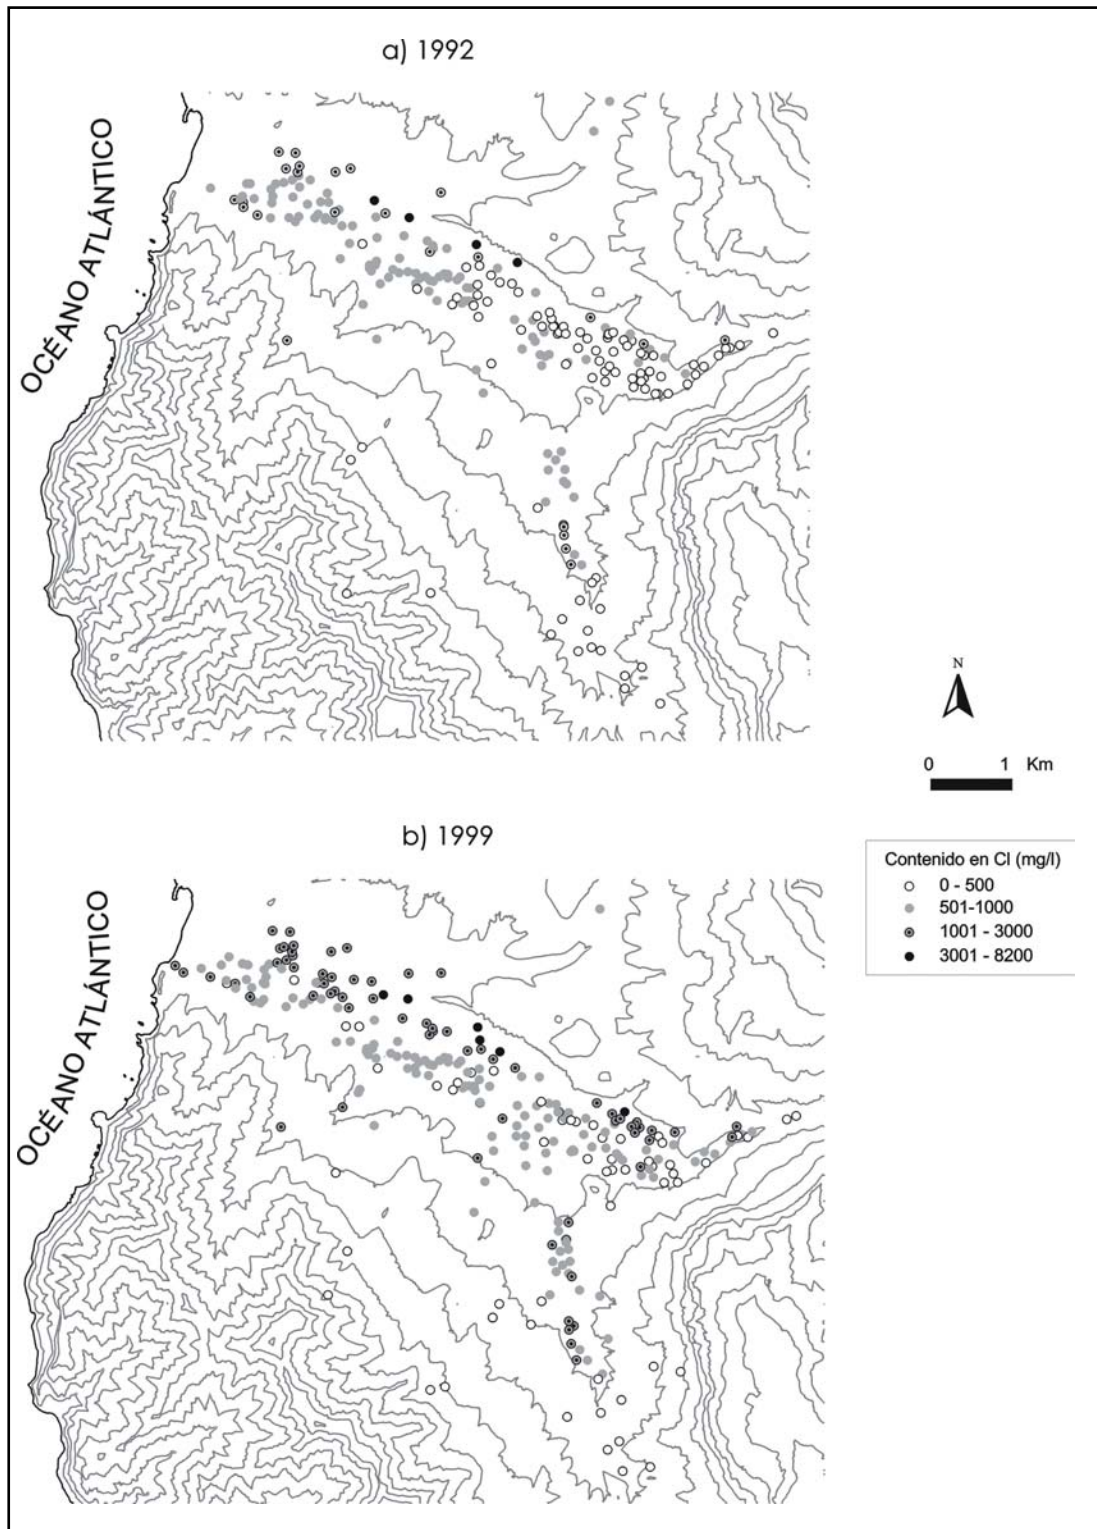 a) 1992
OCÉANO ATLÁNTICO
N
0 1 Km
b) 1999
OCÉANO ATLÁNTICO
Contenido en Cl (mg/l)
0 - 500
501-1000
1001 - 3000
3001 - 8200